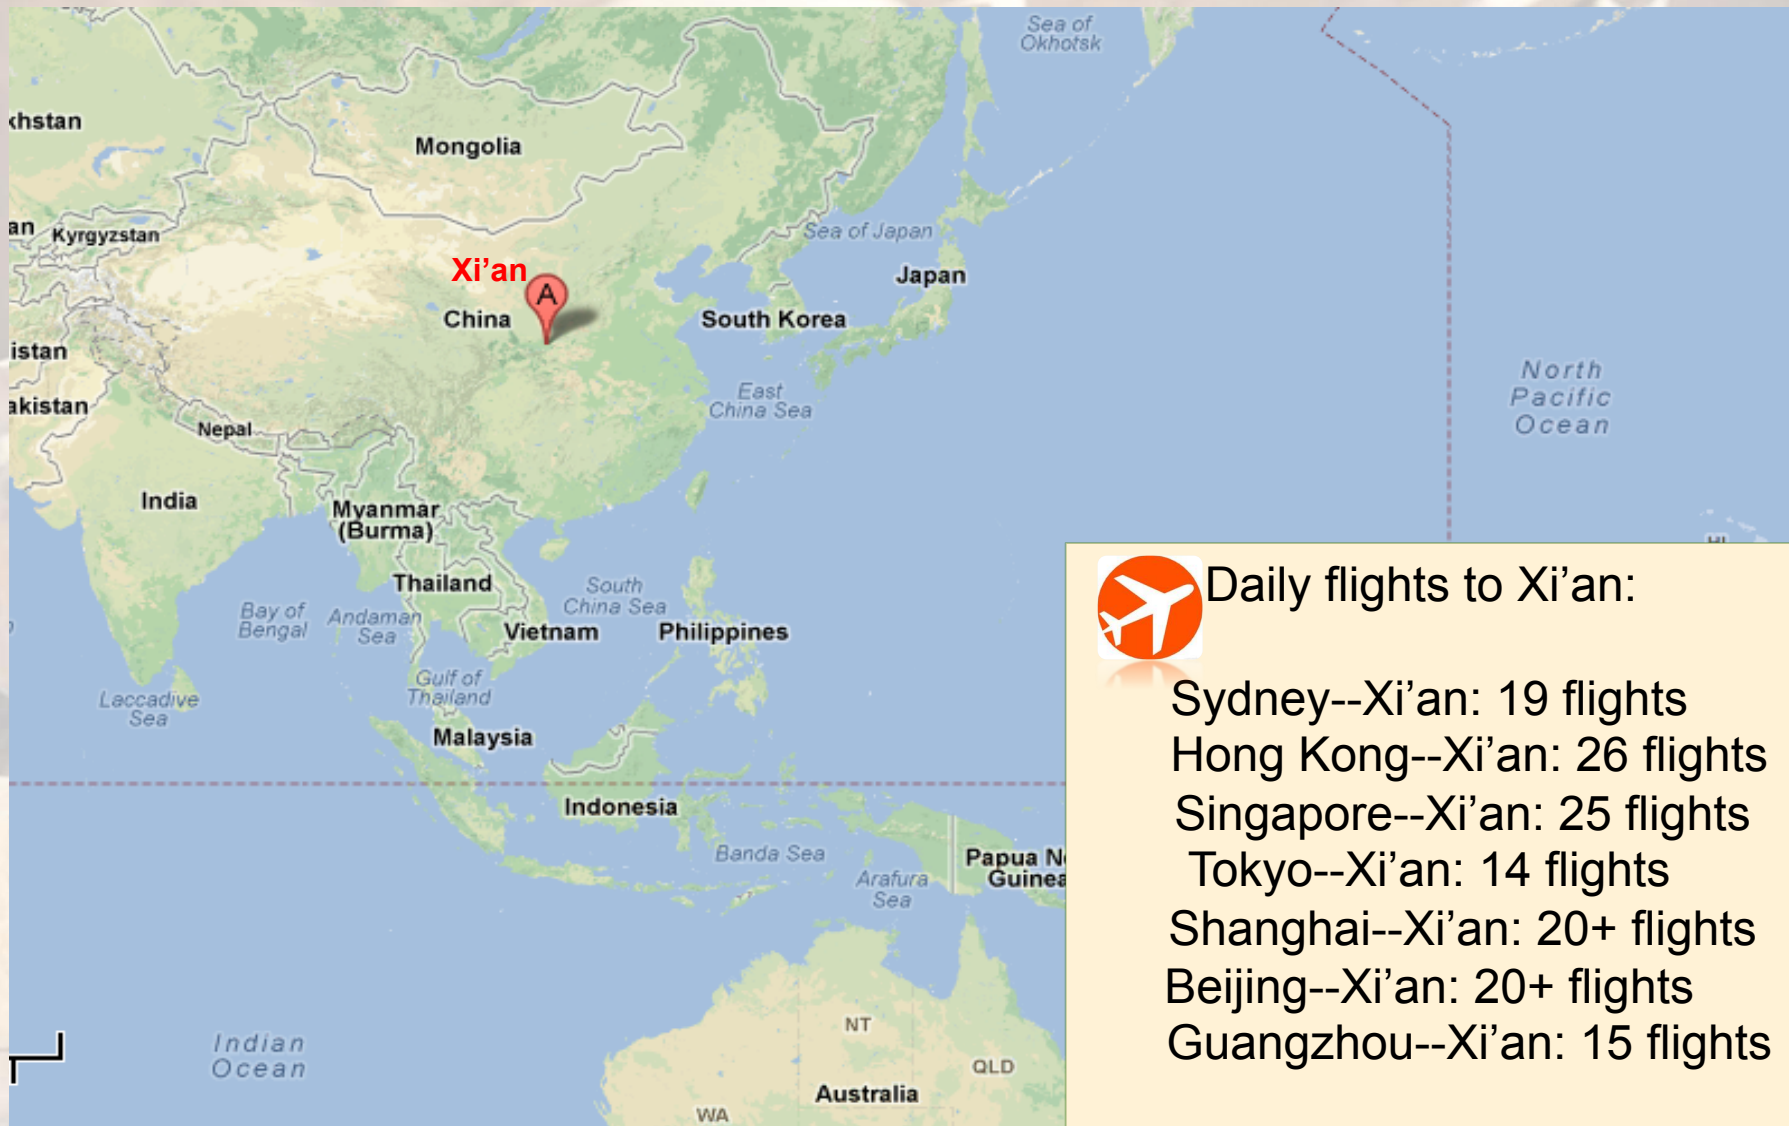 Sea of
Okhotsk
khstan
Mongolia
an
Kyrgyzstan
Sea of Japan
Xi’an
A
Japan
China
South Korea
istan
North
Pacific
Ocean
East
China Sea
akistan
Nepal
India
Myanmar
(Burma)
HI
Thailand
South
China Sea
Bay of
Bengal
Andaman
Sea
Vietnam
Philippines
Gulf of
Thailand
Laccadive
Sea
Malaysia
Indonesia
Banda Sea
Papua N
Guinea
Arafura
Sea
NT
Indian
Ocean
QLD
Australia
WA
Daily flights to Xi’an:
Sydney--Xi’an: 19 flights
Hong Kong--Xi’an: 26 flights
Singapore--Xi’an: 25 flights
Tokyo--Xi’an: 14 flights
Shanghai--Xi’an: 20+ flights
Beijing--Xi’an: 20+ flights
Guangzhou--Xi’an: 15 flights